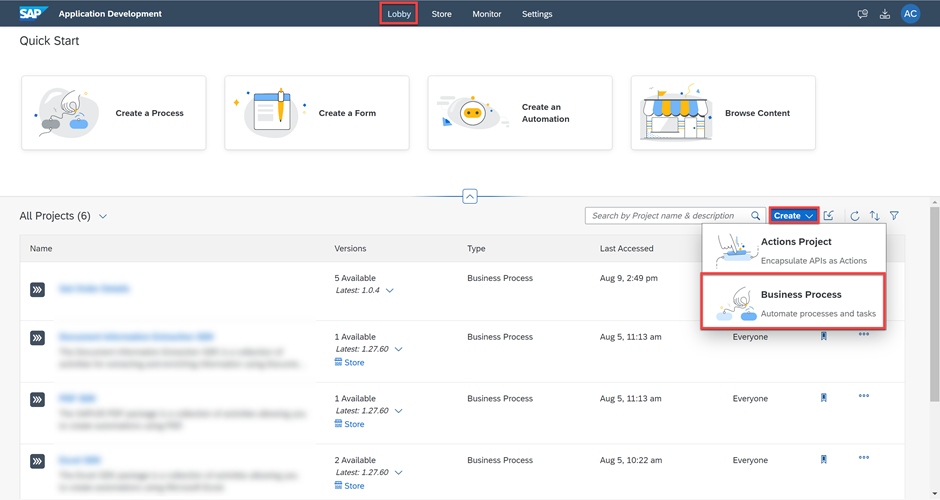 SAP Application Development Lobby Store Monitor Settings AC
Quick Start
Create a Process
Create a Form
Create an
Automation
Browse Content
All Projects (6)
Search by Project name & description
Create
Actions Project
Encapsulate APIs as Actions
Business Process
Automate processes and tasks
Name Versions Type Last Accessed
5 Available Business Process Aug 9, 2:49 pm
Latest: 1.0.4
1 Available Business Process Aug 5, 11:13 am Everyone
Latest: 1.27.60
Store
1 Available Business Process Aug 5, 11:13 am Everyone
Latest: 1.27.60
Store
2 Available Business Process Aug 5, 10:22 am Everyone
Latest: 1.27.60
Store